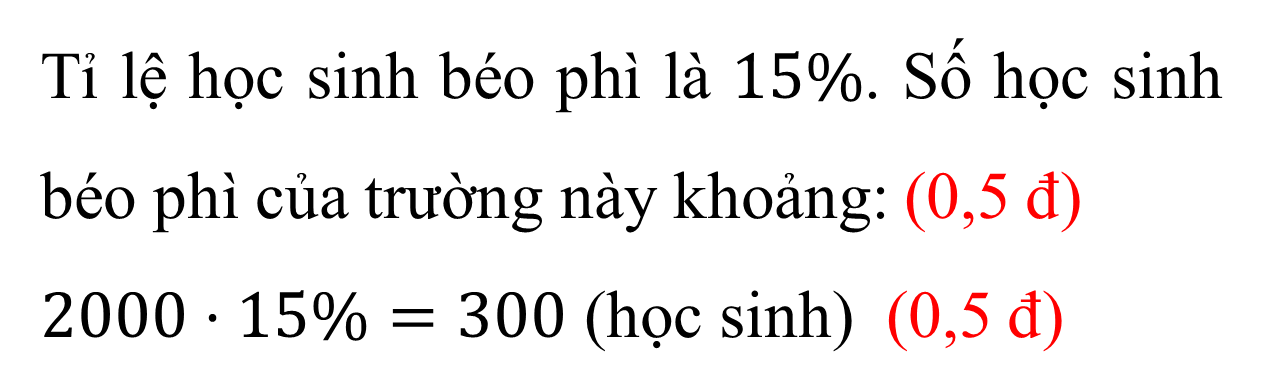 Tỉ lệ học sinh béo phì là 15%. Số học sinh
béo phì của trường này khoảng: (0,5 đ)
2000 · 15% = 300 (học sinh) (0,5 đ)